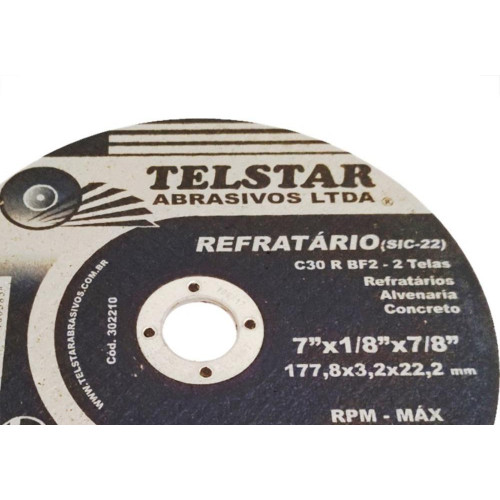 TELSTAR
ABRASIVOS LTDA ®
REFRATÁRIO (SIC-22)
C30 R BF2 - 2 Telas
Refratários
Alvenaria
Concreto
7”x1/8”x7/8”
177,8x3,2x22,2 mm
RPM - MÁX
Cód. 302210
WWW.TELSTARABRASIVOS.COM.BR